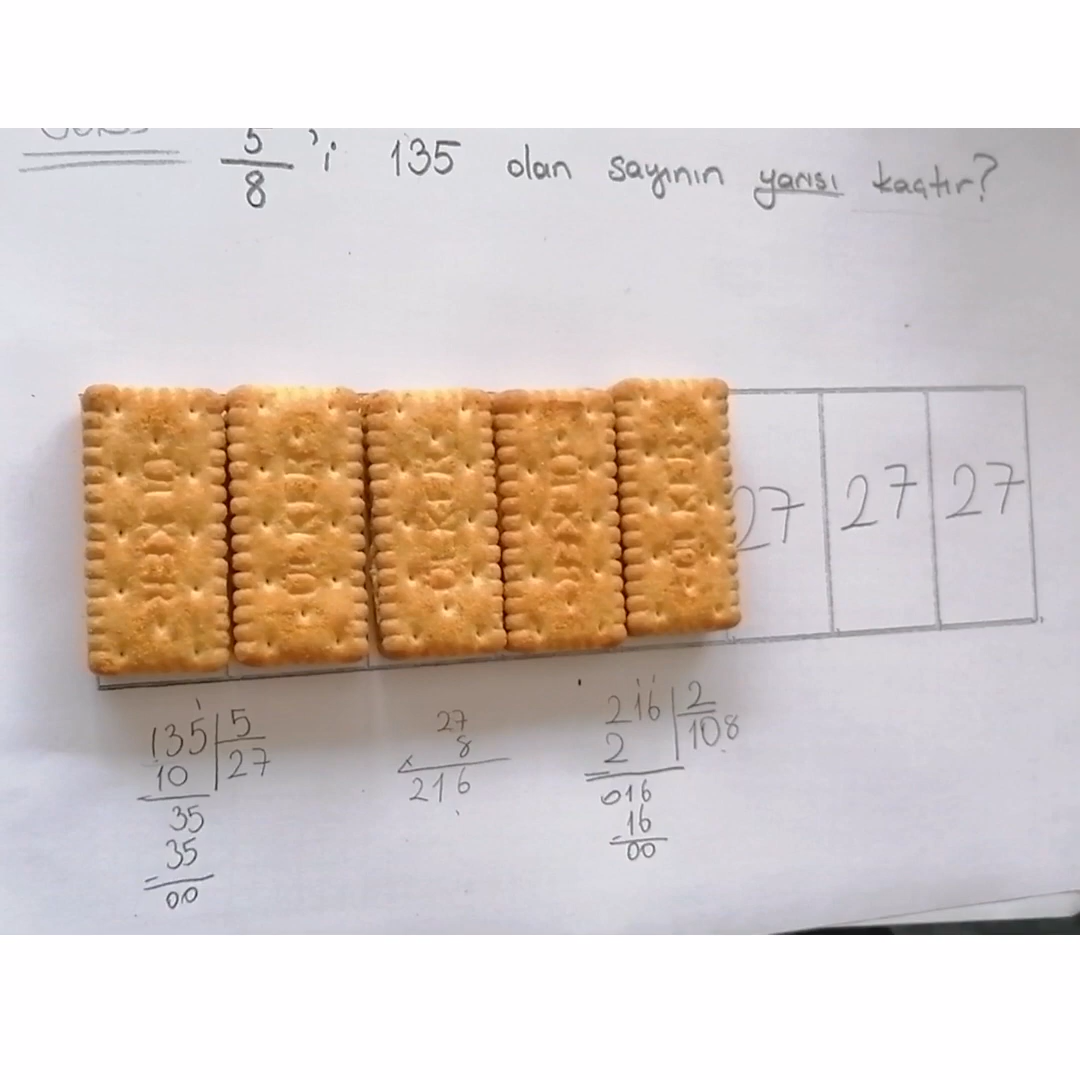 5/8 'i 135 olan sayının yarısı kaçtır?
27 27 27
135 | 5
10 27
35
35
00
27
x 8
216
216 | 2
2 108
016
16
00